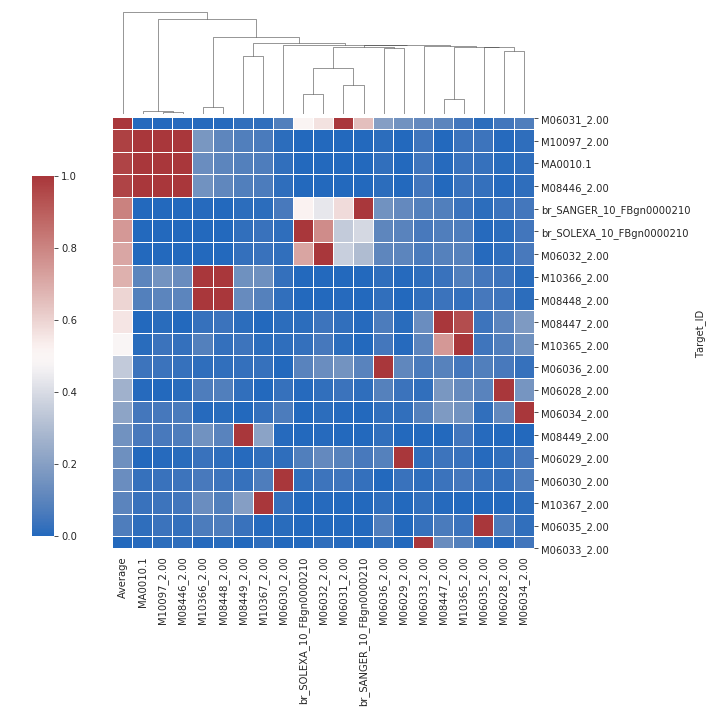 M06031_2.00
M10097_2.00
MA0010.1
M08446_2.00
br_SANGER_10_FBgn0000210
br_SOLEXA_10_FBgn0000210
M06032_2.00
M10366_2.00
M08448_2.00
M08447_2.00
M10365_2.00
M06036_2.00
M06028_2.00
M06034_2.00
M08449_2.00
M06029_2.00
M06030_2.00
M10367_2.00
M06035_2.00
M06033_2.00
Target_ID
1.0
0.8
0.6
0.4
0.2
0.0
Average
MA0010.1
M10097_2.00
M08446_2.00
M10366_2.00
M08448_2.00
M08449_2.00
M10367_2.00
M06030_2.00
br_SOLEXA_10_FBgn0000210
M06032_2.00
M06031_2.00
br_SANGER_10_FBgn0000210
M06036_2.00
M06029_2.00
M06033_2.00
M08447_2.00
M10365_2.00
M06035_2.00
M06028_2.00
M06034_2.00